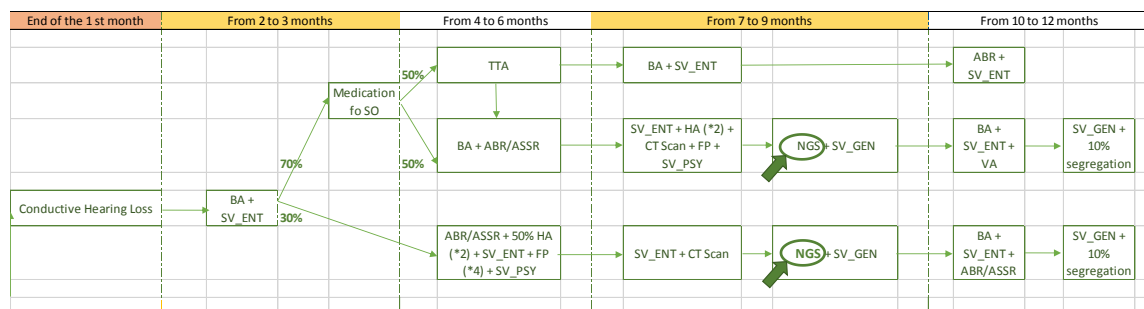 End of the 1 st month
From 2 to 3 months
From 4 to 6 months
From 7 to 9 months
From 10 to 12 months
50%
TTA
BA + SV_ENT
ABR +
SV_ENT
Medication
fo SO
70%
50%
BA + ABR/ASSR
SV_ENT + HA (*2) +
CT Scan + FP +
SV_PSY
NGS + SV_GEN
BA +
SV_ENT +
VA
SV_GEN +
10%
segregation
Conductive Hearing Loss
BA +
SV_ENT
30%
ABR/ASSR + 50% HA
(*2) + SV_ENT + FP
(*4) + SV_PSY
SV_ENT + CT Scan
NGS + SV_GEN
BA +
SV_ENT +
ABR/ASSR
SV_GEN +
10%
segregation